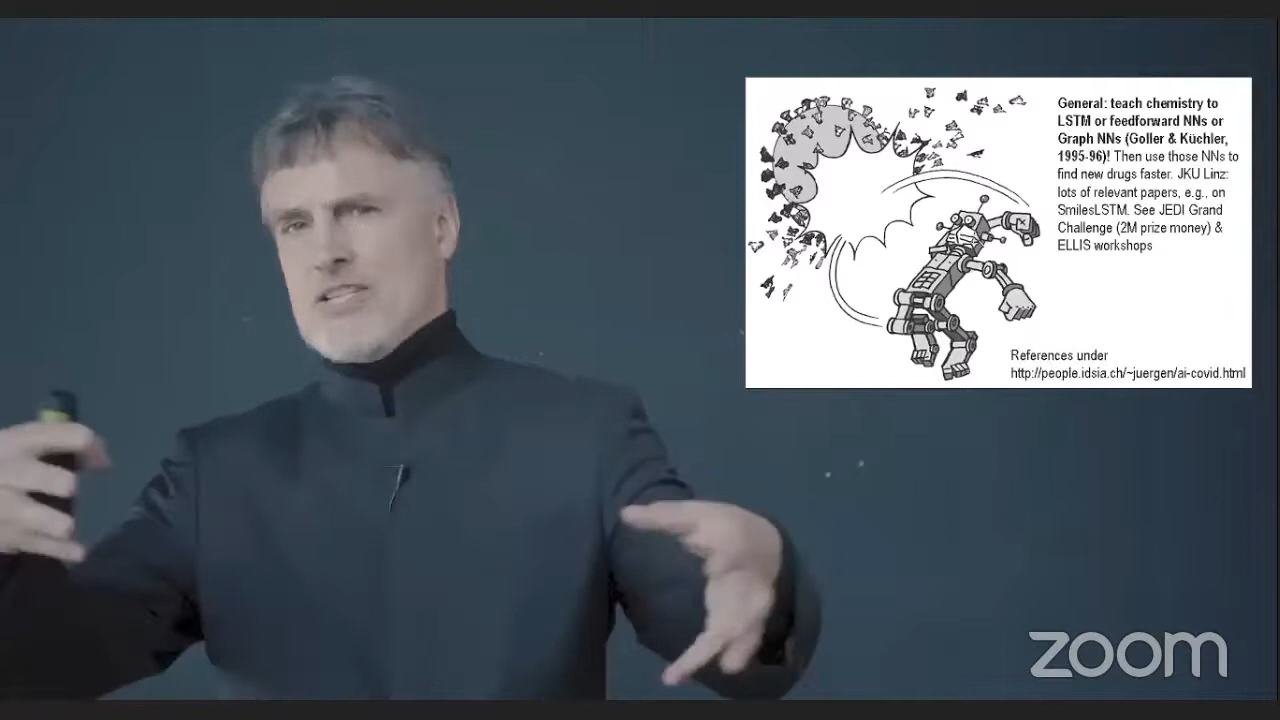 General: teach chemistry to
LSTM or feedforward NNs or
Graph NNs (Goller & Küchler,
1995-96)! Then use those NNs to
find new drugs faster. JKU Linz:
lots of relevant papers, e.g., on
SmilesLSTM. See JEDI Grand
Challenge (2M prize money) &
ELLIS workshops
References under
http://people.idsia.ch/~juergen/ai-covid.html
zoom